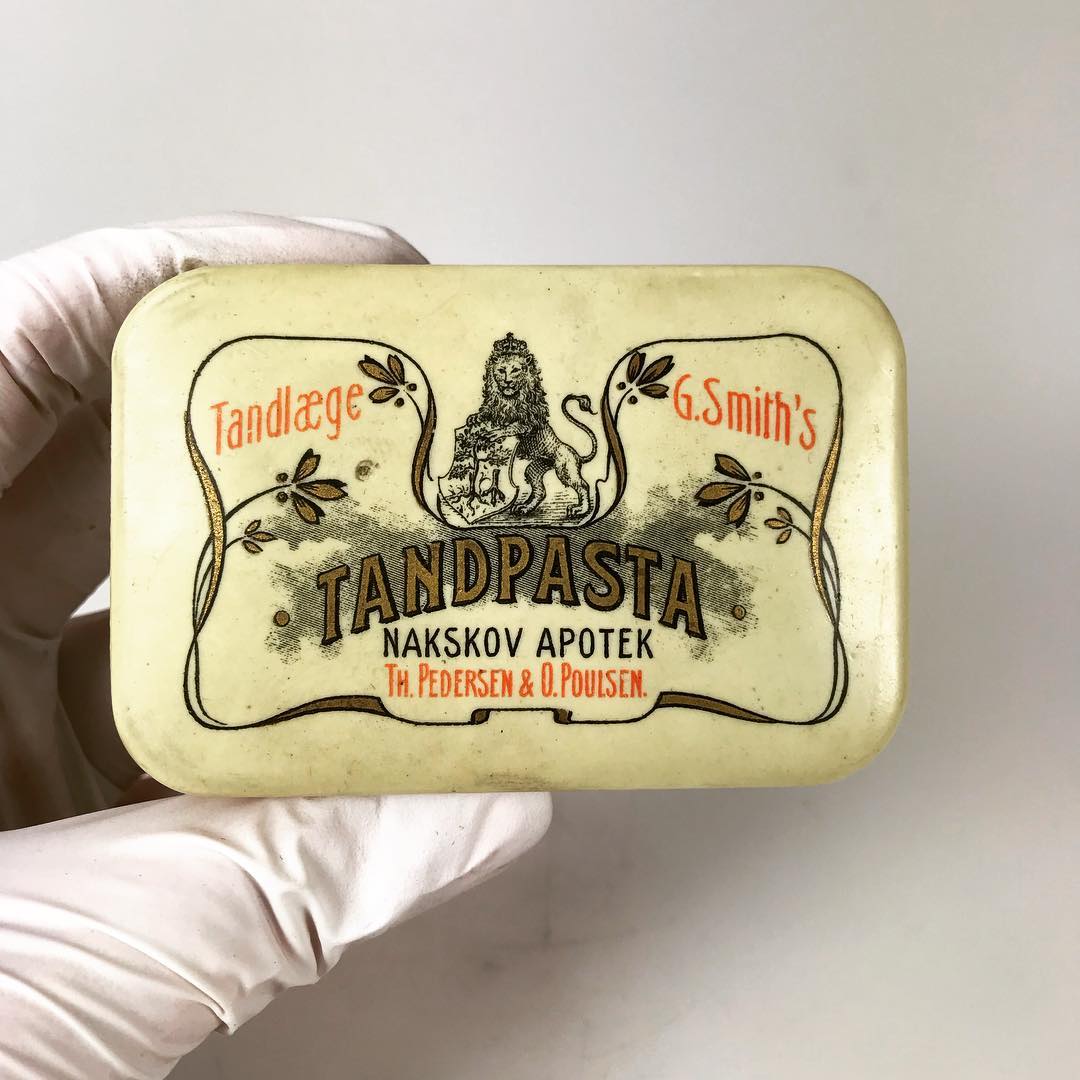 Tandlæge G.Smith's
TANDPASTA
NAKSKOV APOTEK
TH. PEDERSEN & O. POULSEN.